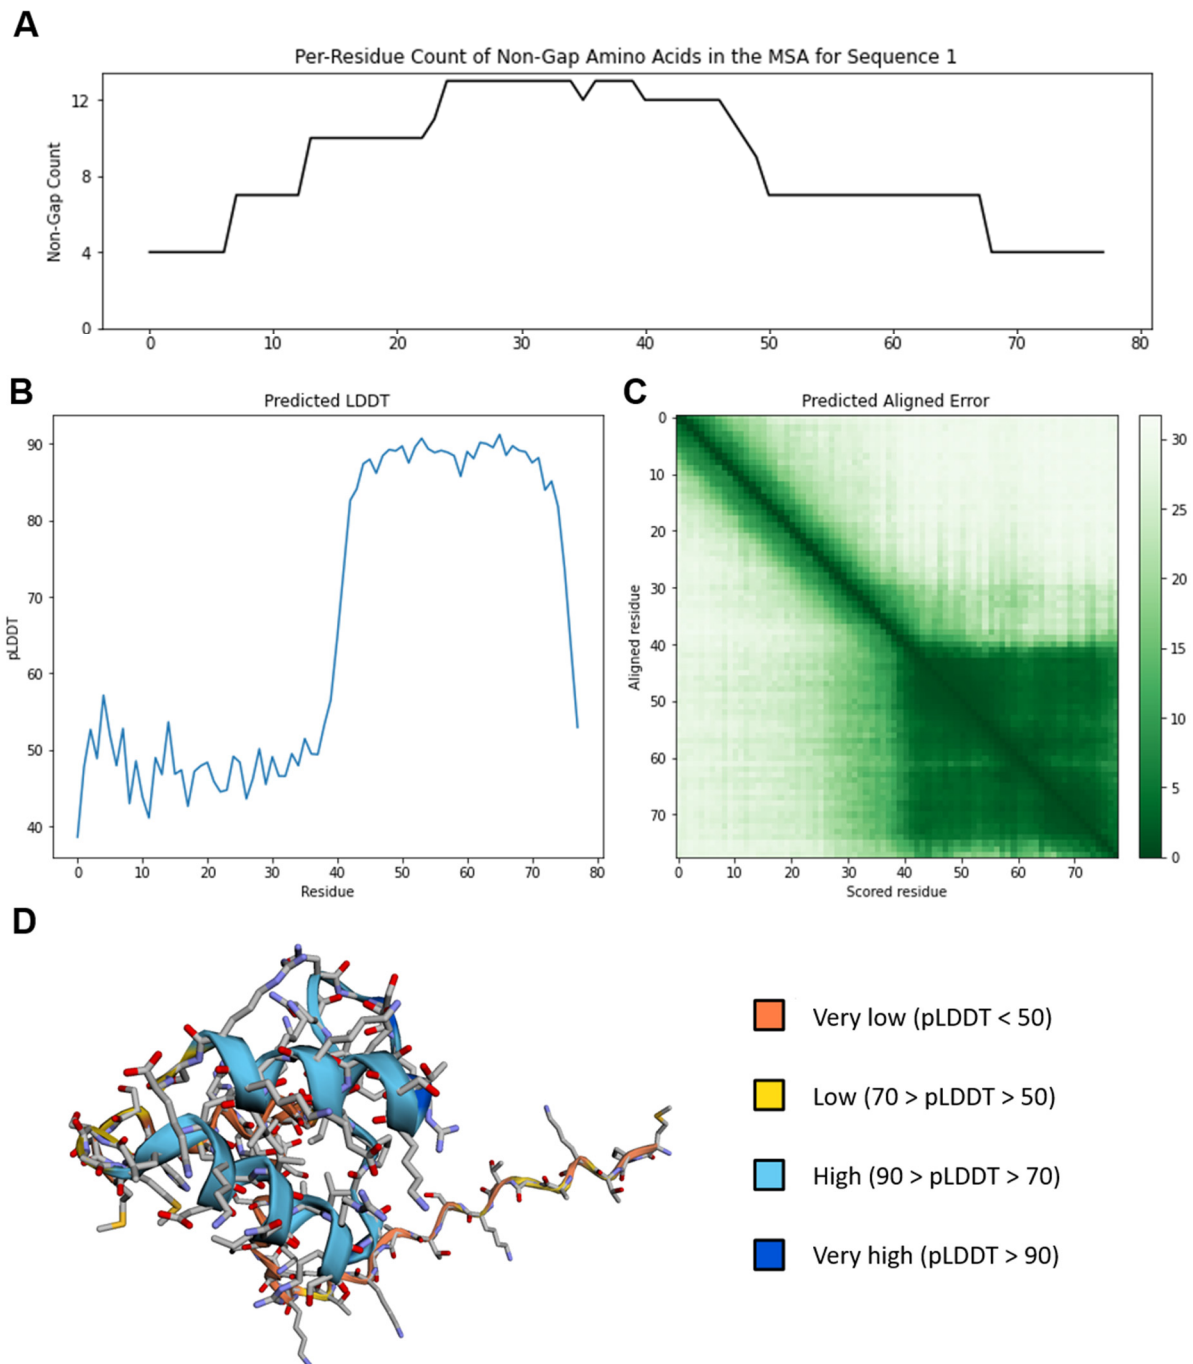 A
Per-Residue Count of Non-Gap Amino Acids in the MSA for Sequence 1
Non-Gap Count
12
8
4
0
0 10 20 30 40 50 60 70 80
B
Predicted LDDT
pLDDT
90
80
70
60
50
40
0 10 20 30 40 50 60 70 80
Residue
C
Predicted Aligned Error
Aligned residue
0
10
20
30
40
50
60
70
0 10 20 30 40 50 60 70
Scored residue
30
25
20
15
10
5
0
D
Very low (pLDDT < 50)
Low (70 > pLDDT > 50)
High (90 > pLDDT > 70)
Very high (pLDDT > 90)